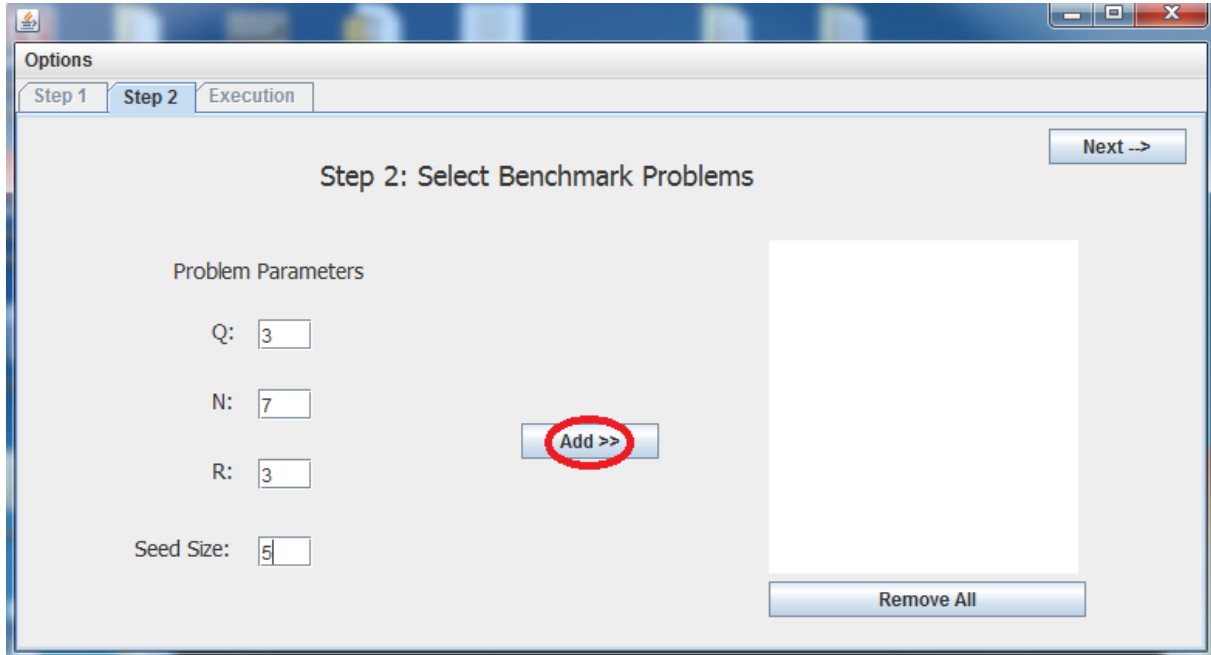 Options
Step 1 Step 2 Execution
Next -->
Step 2: Select Benchmark Problems
Problem Parameters
Q: 3
N: 7
Add >>
R: 3
Seed Size: 5
Remove All